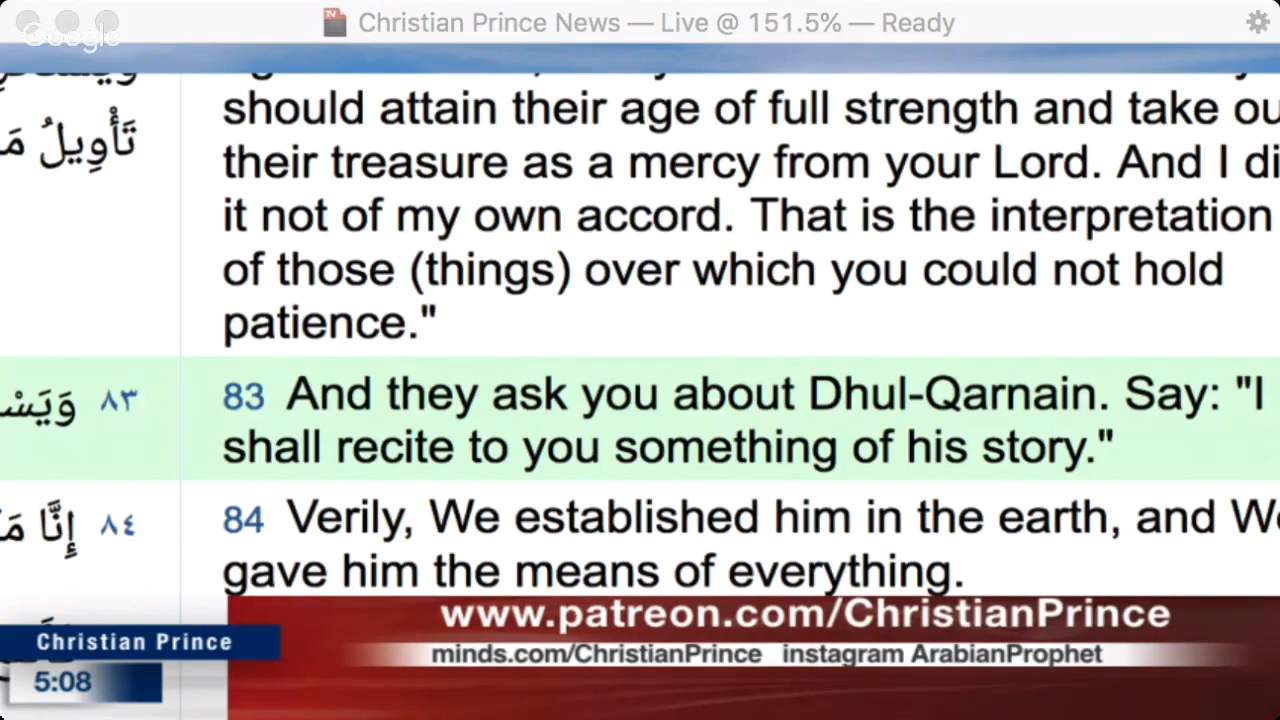 Christian Prince News — Live @ 151.5% — Ready
Google
should attain their age of full strength and take
تَأْوِيلُ
their treasure as a mercy from your Lord. And I
it not of my own accord. That is the interpretation
of those (things) over which you could not hold
patience."
٨٣
83 And they ask you about Dhul-Qarnain. Say: "I
shall recite to you something of his story."
٨٤ إِنَّا
84 Verily, We established him in the earth, and
gave him the means of everything.
www.patreon.com/ChristianPrince
Christian Prince
minds.com/ChristianPrince instagram ArabianProphet
5:08